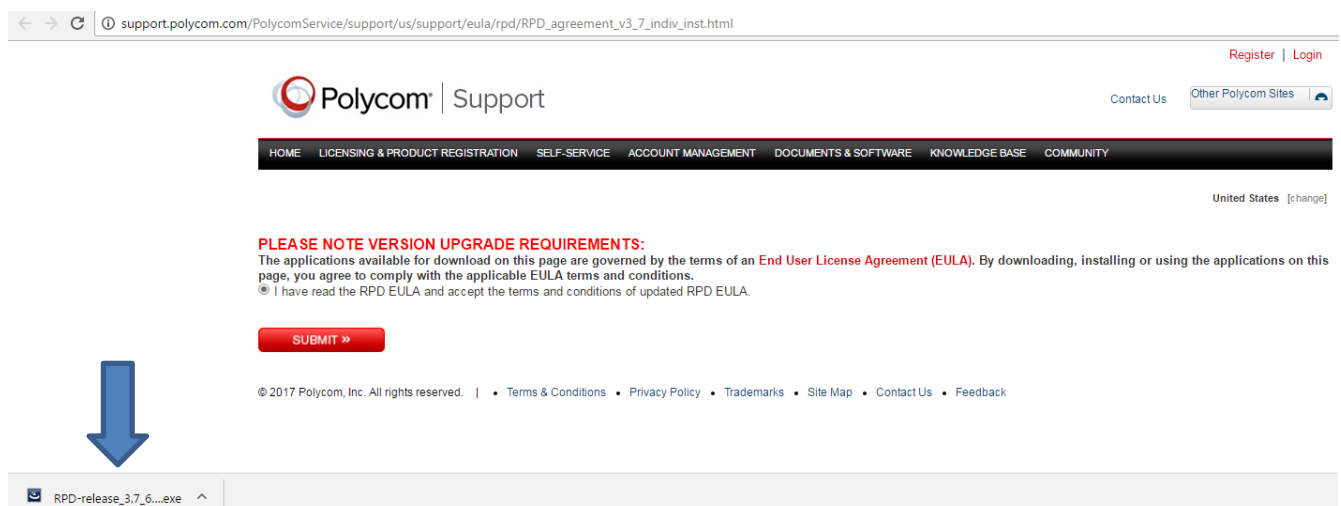 support.polycom.com/PolycomService/support/us/support/eula/rpd/RPD_agreement_v3_7_indiv_inst.html
Register | Login
Polycom | Support
Contact Us
Other Polycom Sites
HOME LICENSING & PRODUCT REGISTRATION SELF-SERVICE ACCOUNT MANAGEMENT DOCUMENTS & SOFTWARE KNOWLEDGE BASE COMMUNITY
United States [change]
PLEASE NOTE VERSION UPGRADE REQUIREMENTS:
The applications available for download on this page are governed by the terms of an End User License Agreement (EULA). By downloading, installing or using the applications on this
page, you agree to comply with the applicable EULA terms and conditions.
I have read the RPD EULA and accept the terms and conditions of updated RPD EULA.
SUBMIT »
© 2017 Polycom, Inc. All rights reserved. | • Terms & Conditions • Privacy Policy • Trademarks • Site Map • Contact Us • Feedback
RPD-release_3.7_6....exe